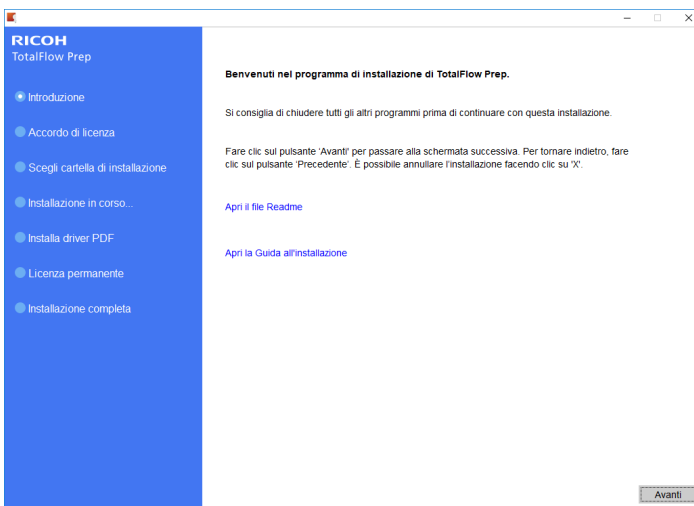 RICOH
TotalFlow Prep
Introduzione
Accordo di licenza
Scegli cartella di installazione
Installazione in corso...
Installa driver PDF
Licenza permanente
Installazione completa
Benvenuti nel programma di installazione di TotalFlow Prep.
Si consiglia di chiudere tutti gli altri programmi prima di continuare con questa installazione.
Fare clic sul pulsante 'Avanti' per passare alla schermata successiva. Per tornare indietro, fare
clic sul pulsante 'Precedente'. È possibile annullare l'installazione facendo clic su 'X'.
Apri il file Readme
Apri la Guida all'installazione
Avanti